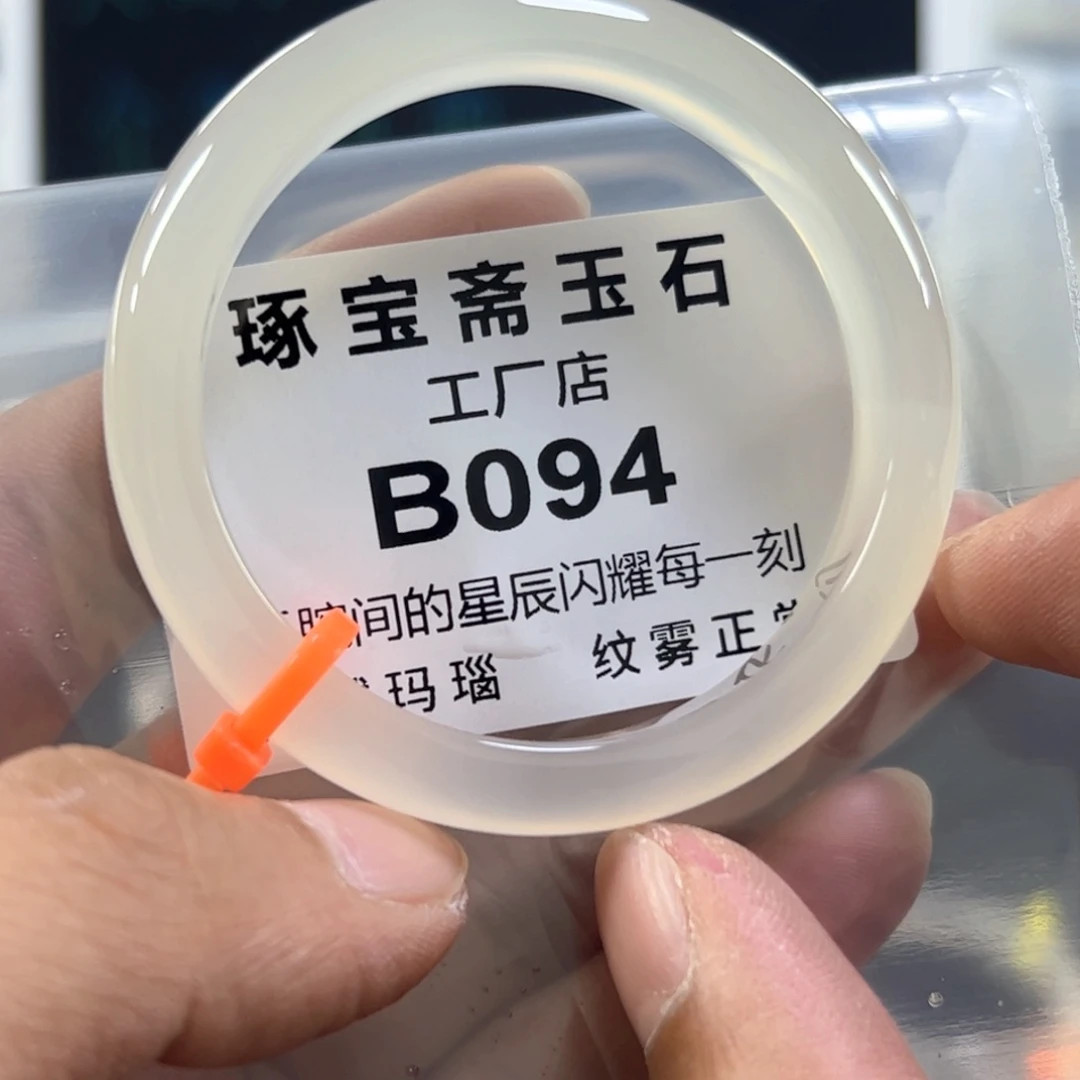 琢宝斋玉石
工厂店
B094
间的星辰闪耀每一刻
玛瑙 纹雾正常